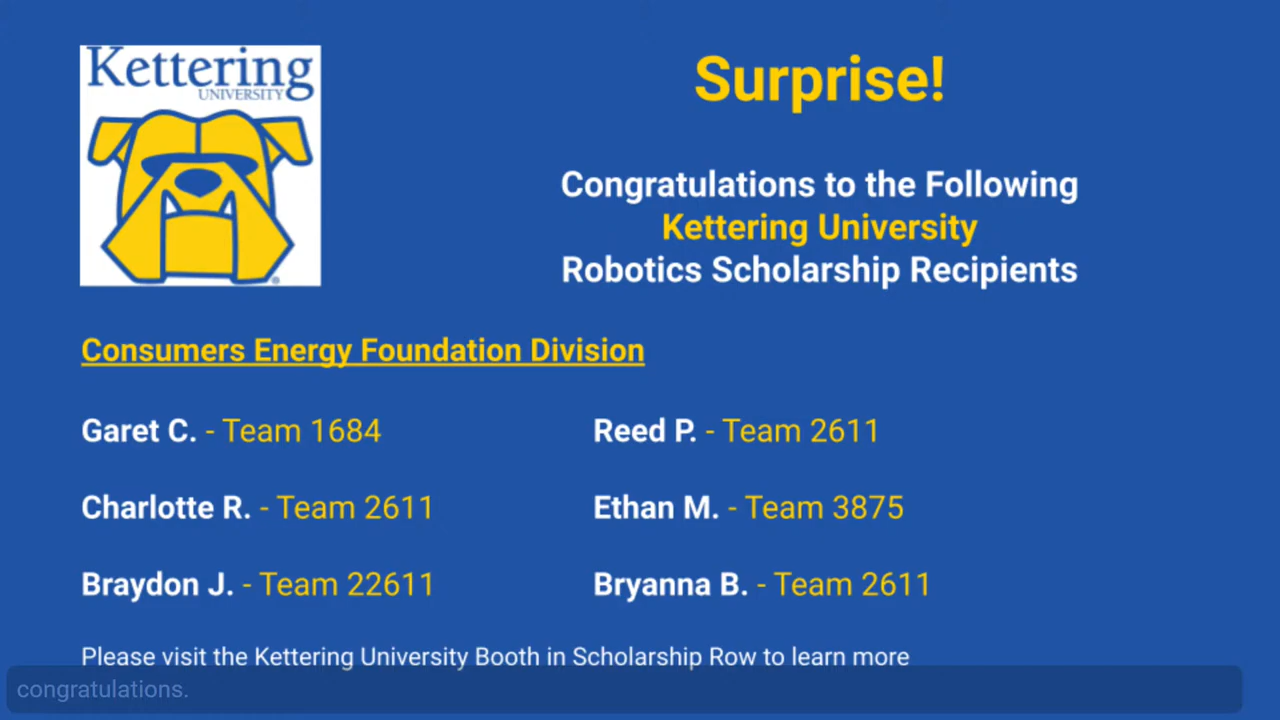 Kettering
UNIVERSITY
Surprise!
Congratulations to the Following
Kettering University
Robotics Scholarship Recipients
Consumers Energy Foundation Division
Garet C. - Team 1684
Reed P. - Team 2611
Charlotte R. - Team 2611
Ethan M. - Team 3875
Braydon J. - Team 22611
Bryanna B. - Team 2611
Please visit the Kettering University Booth in Scholarship Row to learn more
congratulations.